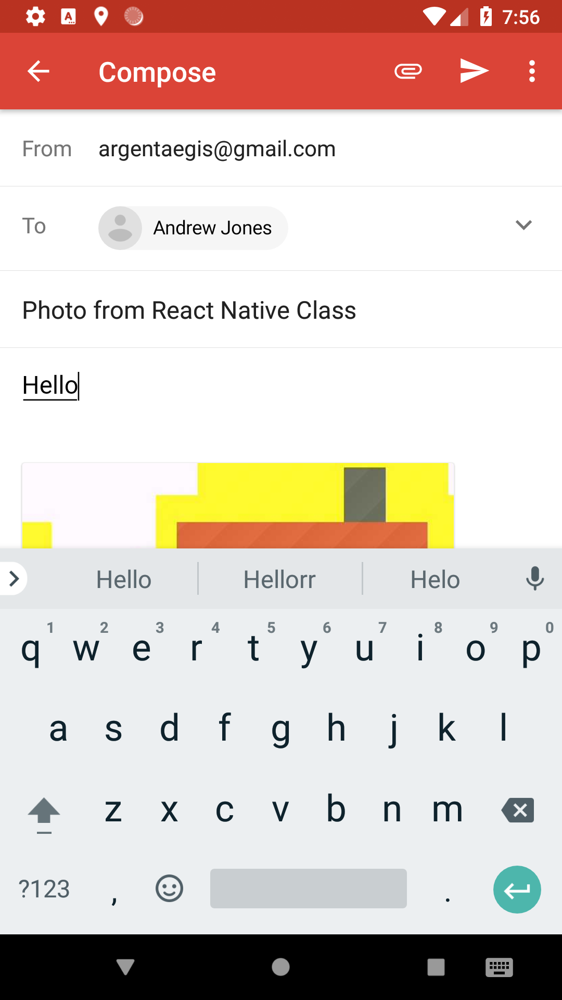 7:56
Compose
From argentaegis@gmail.com
To Andrew Jones
Photo from React Native Class
Hello
Hello Hellorr Helo
1 2 3 4 5 6 7 8 9 0
q w e r t y u i o p
a s d f g h j k l
z x c v b n m
?123 , .